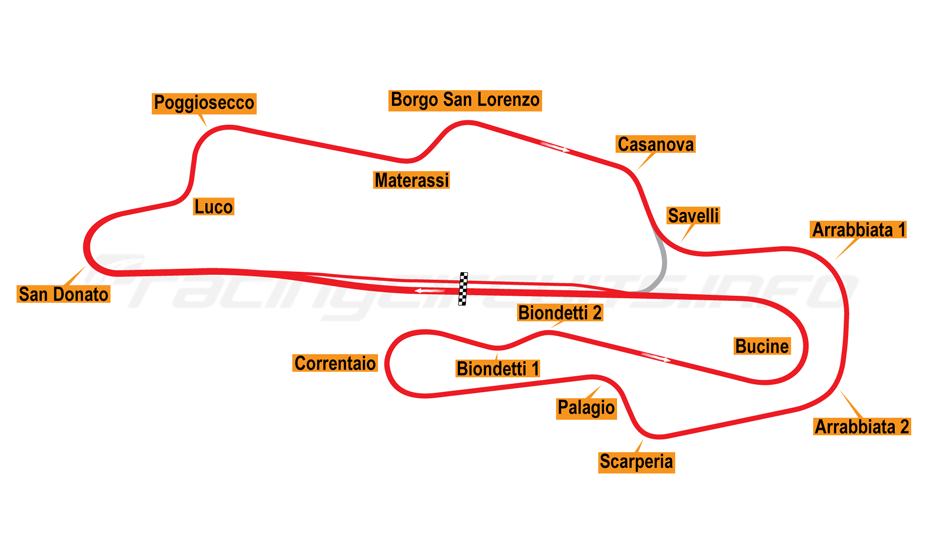 Poggiosecco
Borgo San Lorenzo
Casanova
Materassi
Luco
Savelli
Arrabbiata 1
San Donato
racingcircuits.info
Biondetti 2
Bucine
Correntaio
Biondetti 1
Palagio
Arrabbiata 2
Scarperia